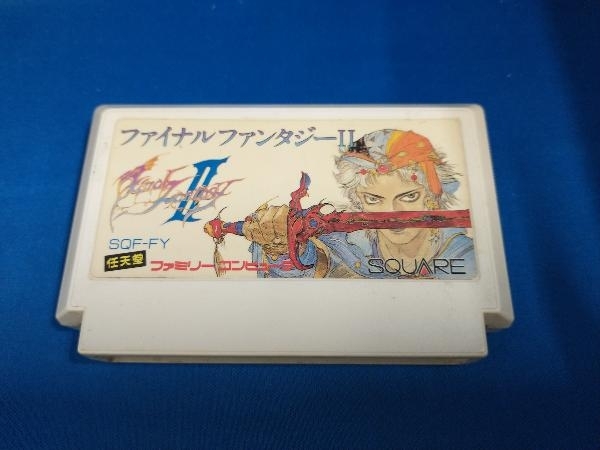 ファイナルファンタジーII
FINAL FANTASY II
SQF-FY
任天堂 ファミリーコンピュータ
SQUARE